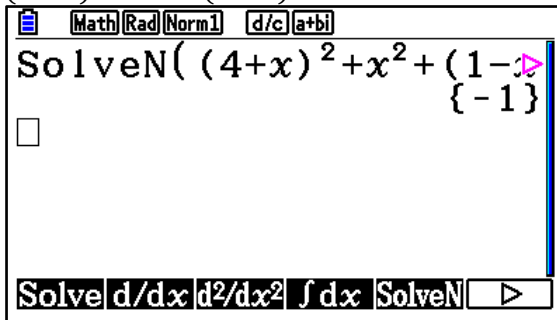 Math Rad Norm1 d/c a+bi
SolveN((4+x)²+x²+(1-x
{-1}
Solve d/dx d²/dx² ∫dx SolveN ▷